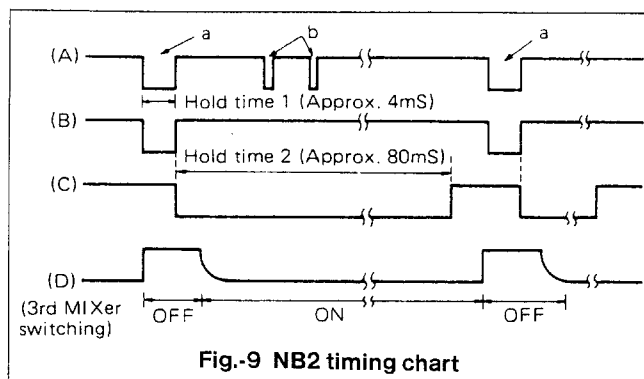 a b a
(A)
Hold time 1 (Approx. 4mS)
(B)
Hold time 2 (Approx. 80mS)
(C)
(D)
(3rd MIXer
switching)
OFF ON OFF
Fig.-9 NB2 timing chart